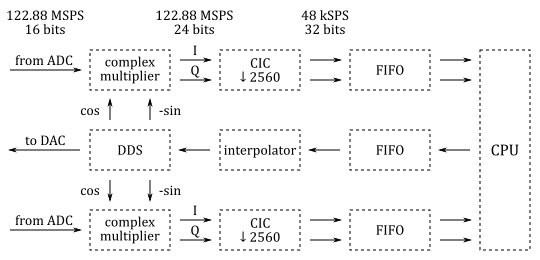 122.88 MSPS
16 bits
122.88 MSPS
24 bits
48 kSPS
32 bits
from ADC
complex
multiplier
I
Q
CIC
↓2560
FIFO
cos
-sin
to DAC
DDS
interpolator
FIFO
CPU
cos
-sin
from ADC
complex
multiplier
I
Q
CIC
↓2560
FIFO